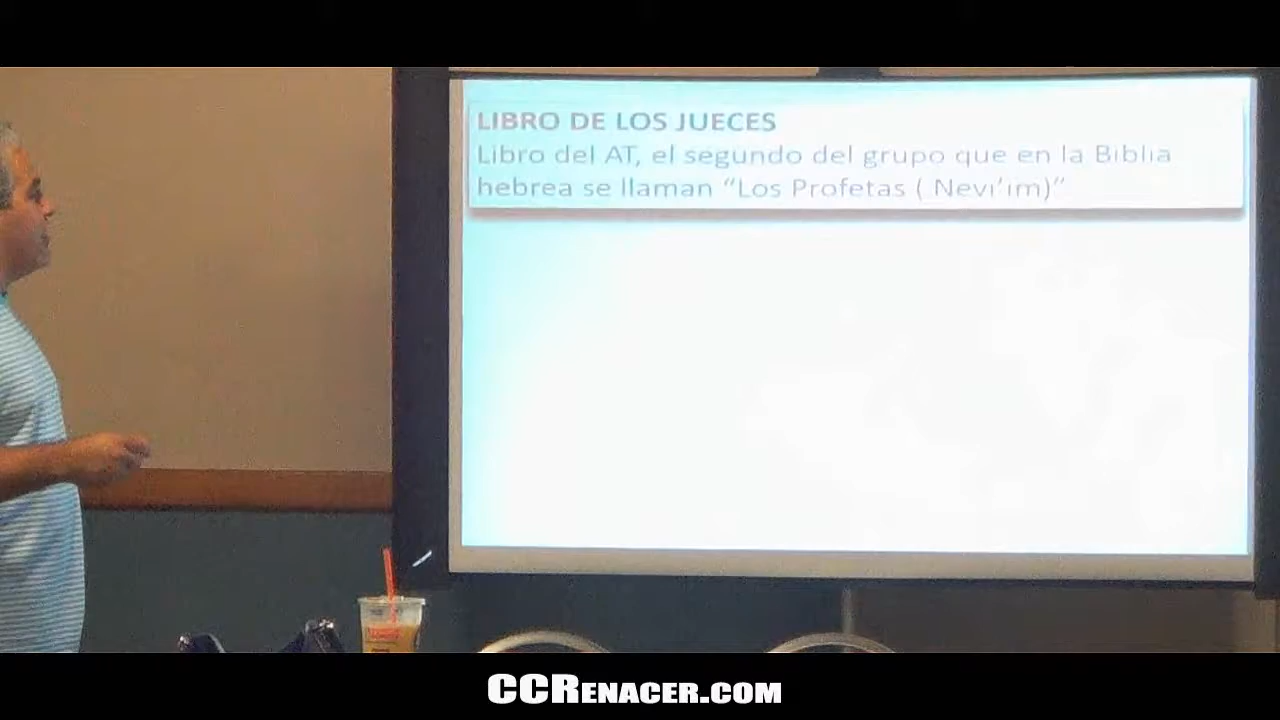 LIBRO DE LOS JUECES
Libro del AT, el segundo del grupo que en la Biblia
hebrea se llaman “Los Profetas ( Nevi’im)”
CCRENACER.COM